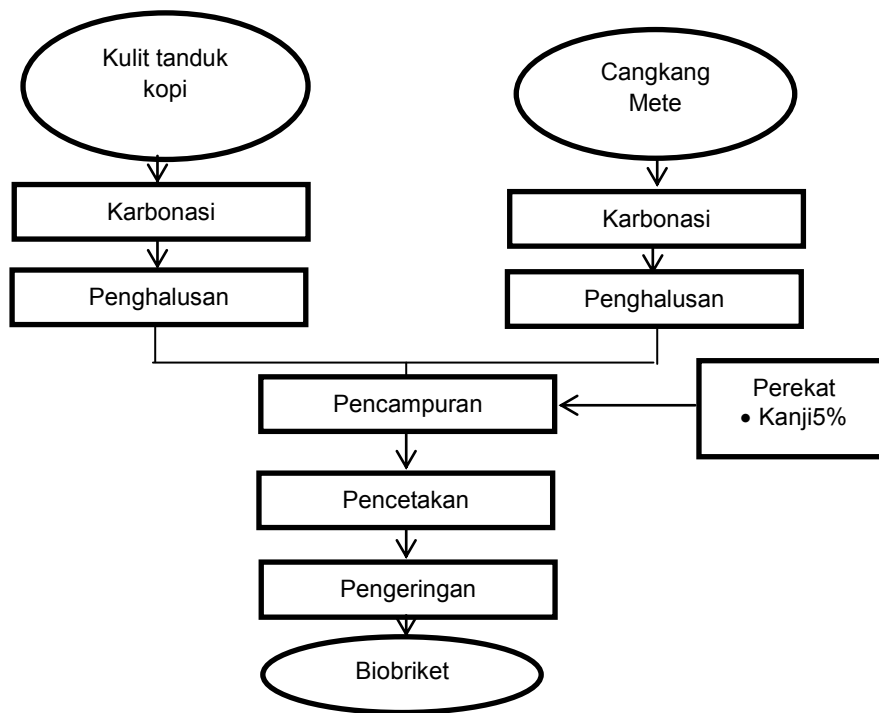 Kulit tanduk
kopi
Cangkang
Mete
Karbonasi
Karbonasi
Penghalusan
Penghalusan
Pencampuran
Perekat
• Kanji5%
Pencetakan
Pengeringan
Biobriket